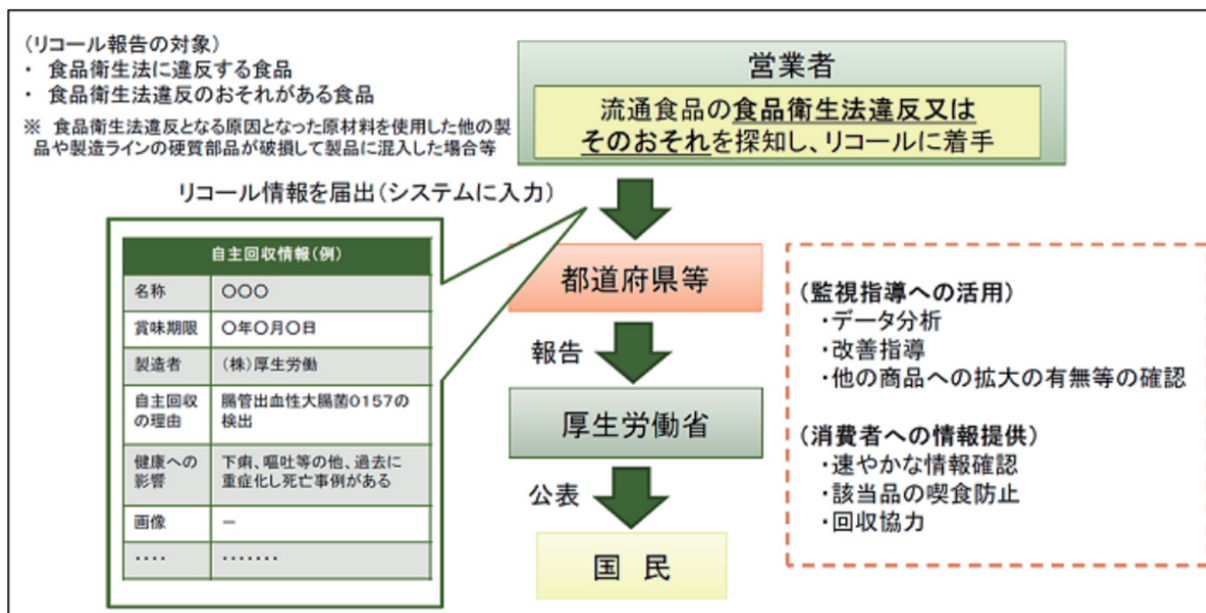 （リコール報告の対象）
・ 食品衛生法に違反する食品
・ 食品衛生法違反のおそれがある食品
※ 食品衛生法違反となる原因となった原材料を使用した他の製
品や製造ラインの硬質部品が破損して製品に混入した場合等
営業者
流通食品の食品衛生法違反又は
そのおそれを探知し、リコールに着手
リコール情報を届出（システムに入力）
自主回収情報（例）
名称 〇〇〇
賞味期限 〇年〇月〇日
製造者 （株）厚生労働
自主回収
の理由
腸管出血性大腸菌O157の
検出
健康への
影響
下痢、嘔吐等の他、過去に
重症化し死亡事例がある
画像 －
‥‥ ‥‥‥‥
都道府県等
報告
厚生労働省
公表
国 民
（監視指導への活用）
・データ分析
・改善指導
・他の商品への拡大の有無等の確認
（消費者への情報提供）
・速やかな情報確認
・該当品の喫食防止
・回収協力